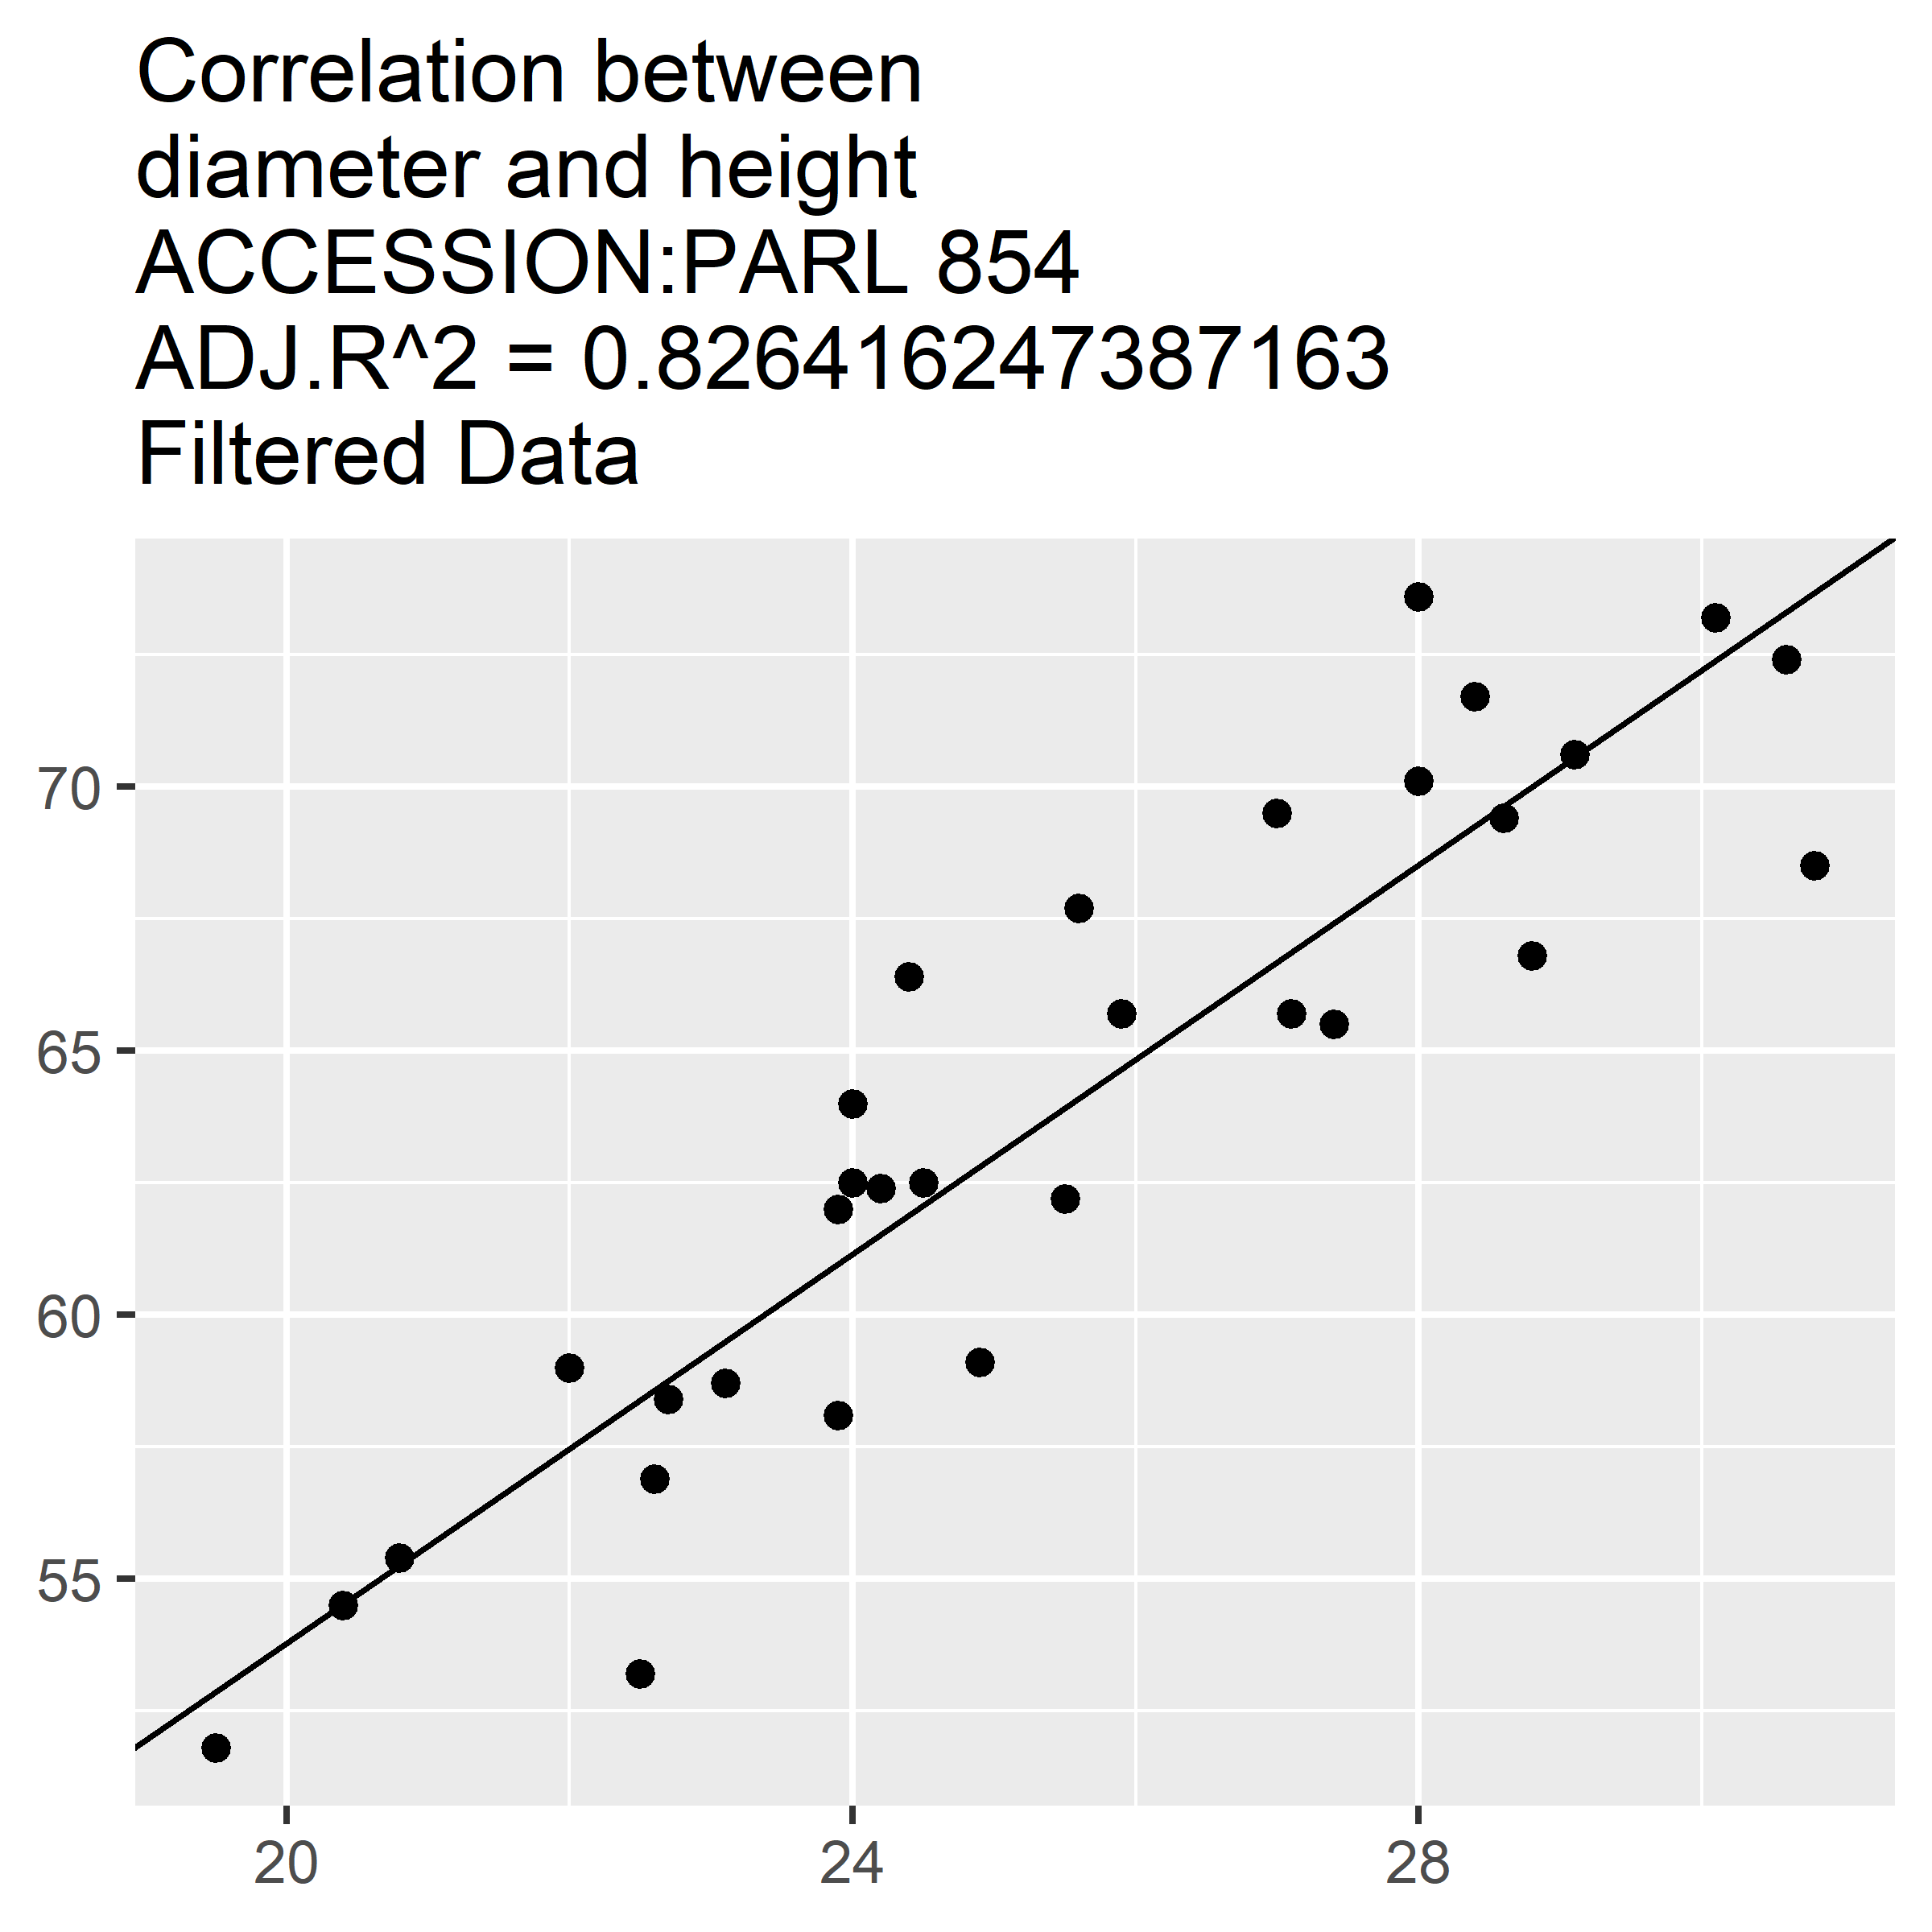 Correlation between
diameter and height
ACCESSION:PARL 854
ADJ.R^2 = 0.826416247387163
Filtered Data
70
65
60
55
20 24 28